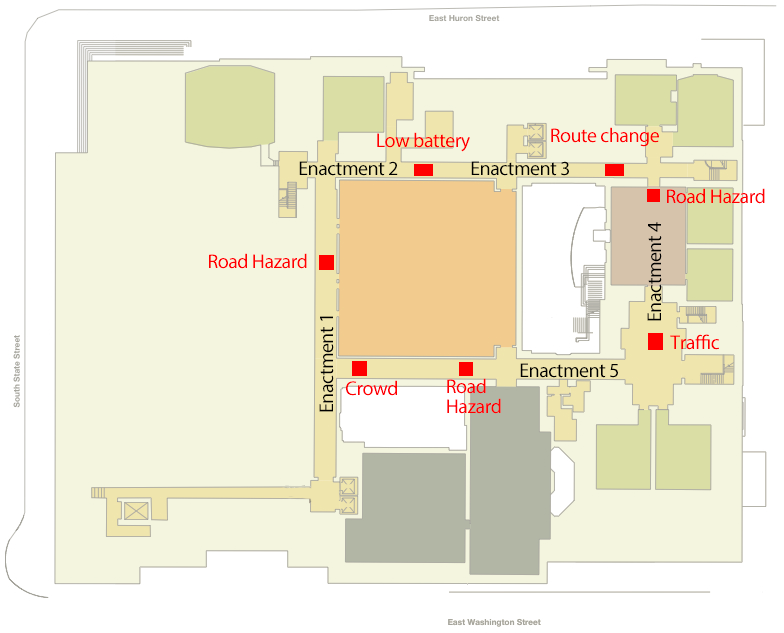 East Huron Street
Low battery
Route change
Enactment 2
Enactment 3
Road Hazard
Enactment 4
Road Hazard
South State Street
Enactment 1
Traffic
Enactment 5
Crowd
Road
Hazard
East Washington Street